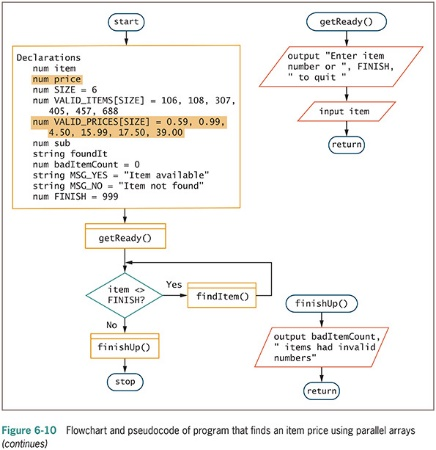 start
Declarations
num item
num price
num SIZE = 6
num VALID_ITEMS[SIZE] = 106, 108, 307,
405, 457, 688
num VALID_PRICES[SIZE] = 0.59, 0.99,
4.50, 15.99, 17.50, 39.00
num sub
string foundIt
num badItemCount = 0
string MSG_YES = "Item available"
string MSG_NO = "Item not found"
num FINISH = 999
getReady()
item <>
FINISH?
Yes
findItem()
No
finishUp()
stop
getReady()
output "Enter item
number or ", FINISH,
" to quit "
input item
return
finishUp()
output badItemCount,
" items had invalid
numbers"
return
Figure 6-10 Flowchart and pseudocode of program that finds an item price using parallel arrays
(continues)